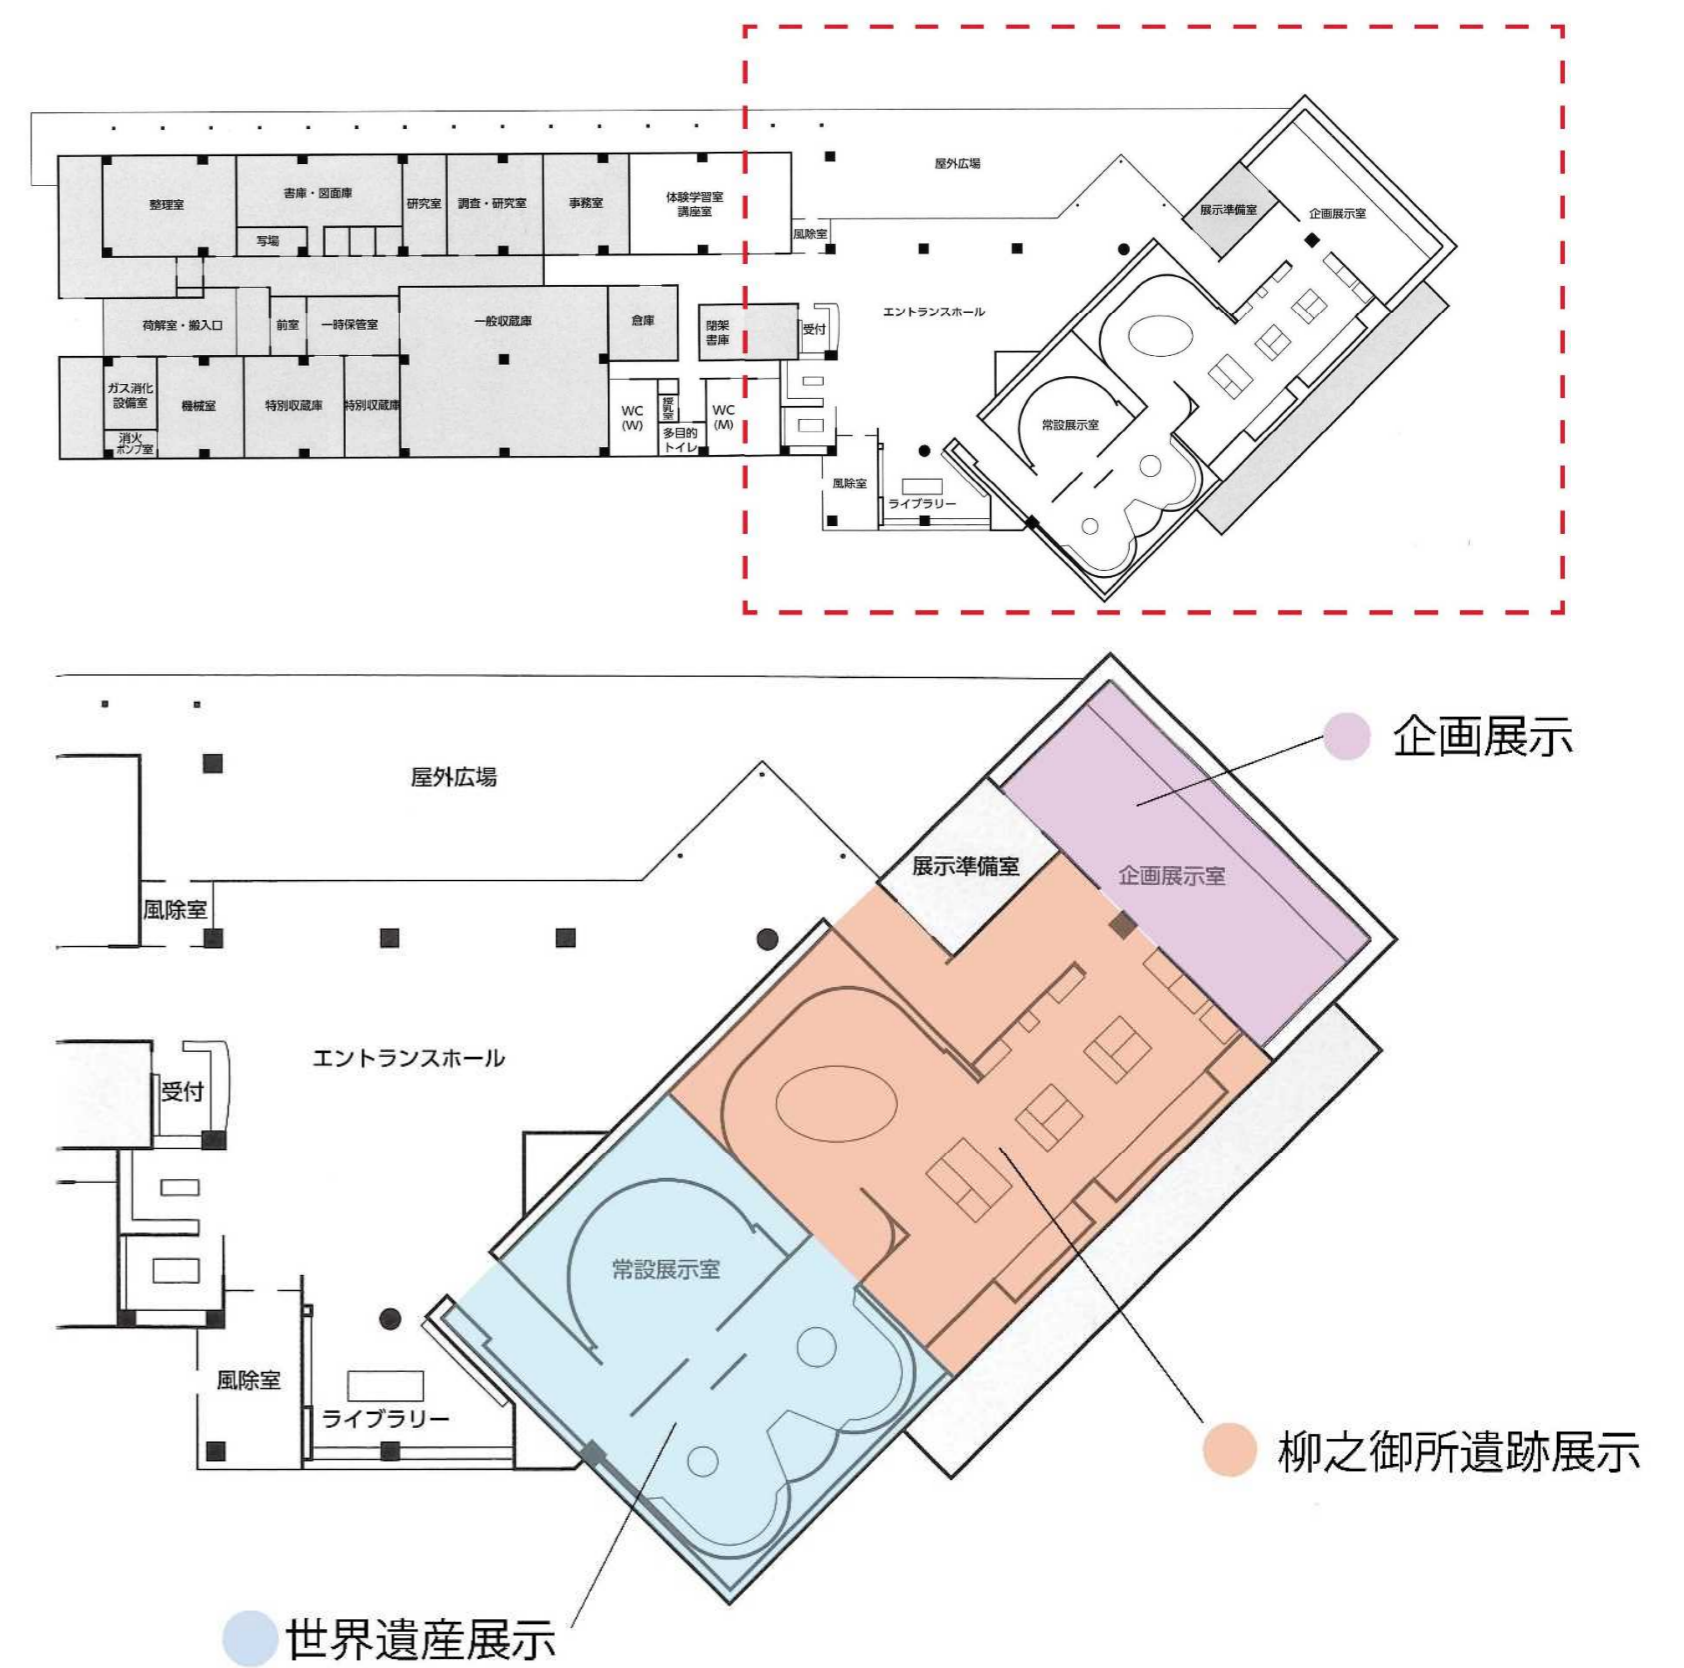 屋外広場
整理室
書庫・図面庫
研究室
調査・研究室
事務室
体験学習室
講座室
展示準備室
企画展示室
写場
風除室
荷解室・搬入口
前室
一時保管室
一般収蔵庫
倉庫
閉架
書庫
受付
エントランスホール
ガス消化
設備室
機械室
特別収蔵庫
特別収蔵庫
WC
(W)
授乳室
WC
(M)
常設展示室
消火
ポンプ室
多目的
トイレ
風除室
ライブラリー
企画展示
屋外広場
展示準備室
企画展示室
風除室
エントランスホール
受付
常設展示室
風除室
ライブラリー
柳之御所遺跡展示
世界遺産展示